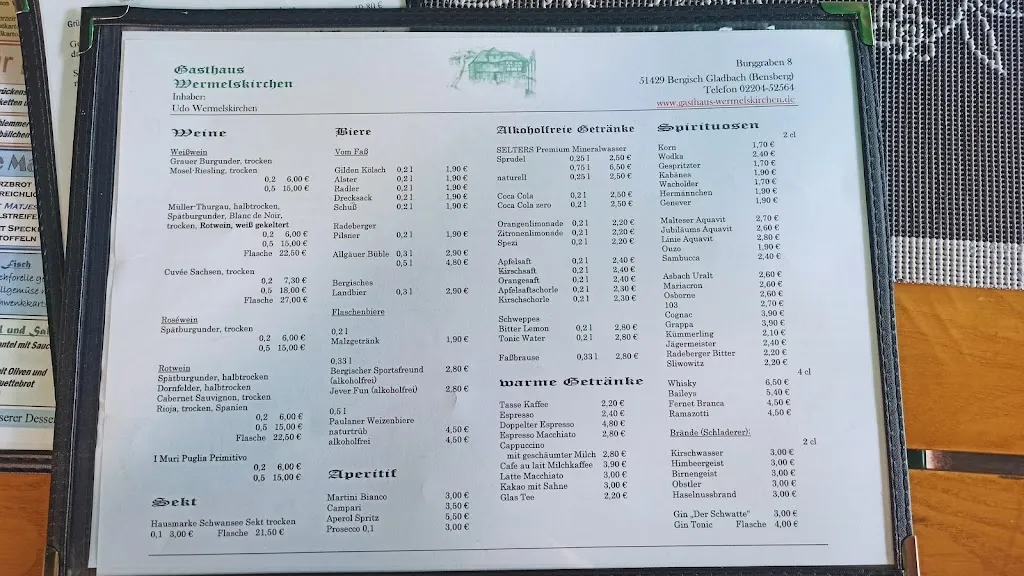 Gasthaus
Wermelskirchen
Inhaber:
Udo Wermelskirchen
Burggraben 8
51429 Bergisch Gladbach (Bensberg)
Telefon 02204-52564
www.gasthaus-wermelskirchen.de
Weine
Weißwein
Grauer Burgunder, trocken
Mosel-Riesling, trocken
0,2 6,00 €
0,5 15,00 €
Müller-Thurgau, halbtrocken,
Spätburgunder, Blanc de Noir,
trocken, Rotwein, weiß gekeltert
0,2 6,00 €
0,5 15,00 €
Flasche 22,50 €
Cuvée Sachsen, trocken
0,2 7,30 €
0,5 18,00 €
Flasche 27,00 €
Roséwein
Spätburgunder, trocken
0,2 6,00 €
0,5 15,00 €
Rotwein
Spätburgunder, halbtrocken
Dornfelder, halbtrocken
Cabernet Sauvignon, trocken
Rioja, trocken, Spanien
0,2 6,00 €
0,5 15,00 €
Flasche 22,50 €
I Muri Puglia Primitivo
0,2 6,00 €
0,5 15,00 €
Sekt
Hausmarke Schwansee Sekt trocken
0,1 3,00 € Flasche 21,50 €
Biere
Vom Faß
Gilden Kölsch 0,2 l 1,90 €
Alster 0,2 l 1,90 €
Radler 0,2 l 1,90 €
Drecksack 0,2 l 1,90 €
Schuß 0,2 l 1,90 €
Radeberger
Pilsner 0,2 l 1,90 €
Allgäuer Büble 0,3 l 2,90 €
0,5 l 4,80 €
Bergisches
Landbier 0,3 l 2,90 €
Flaschenbiere
0,2 l
Malzgetränk 1,90 €
0,33 l
Bergischer Sportsfreund 2,80 €
(alkoholfrei)
Jever Fun (alkoholfrei) 2,80 €
0,5 l
Paulaner Weizenbiere
naturtrüb 4,50 €
alkoholfrei 4,50 €
Aperitif
Martini Bianco 3,00 €
Campari 3,50 €
Aperol Spritz 5,50 €
Prosecco 0,1 3,00 €
Alkoholfreie Getränke
SELTERS Premium Mineralwasser
Sprudel 0,25 l 2,50 €
0,75 l 6,50 €
naturell 0,25 l 2,50 €
Coca Cola 0,2 l 2,50 €
Coca Cola zero 0,2 l 2,50 €
Orangenlimonade 0,2 l 2,20 €
Zitronenlimonade 0,2 l 2,20 €
Spezi 0,2 l 2,20 €
Apfelsaft 0,2 l 2,40 €
Kirschsaft 0,2 l 2,40 €
Orangesaft 0,2 l 2,40 €
Apfelsaftschorle 0,2 l 2,30 €
Kirschschorle 0,2 l 2,30 €
Schweppes
Bitter Lemon 0,2 l 2,80 €
Tonic Water 0,2 l 2,80 €
Faßbrause 0,33 l 2,80 €
warme Getränke
Tasse Kaffee 2,20 €
Espresso 2,40 €
Doppelter Espresso 4,80 €
Espresso Macchiato 2,80 €
Cappuccino
mit geschäumter Milch 2,80 €
Cafe au lait Milchkaffee 3,90 €
Latte Macchiato 3,00 €
Kakao mit Sahne 3,00 €
Glas Tee 2,20 €
Spirituosen
2 cl
Korn 1,70 €
Wodka 2,40 €
Gespritzter 1,70 €
Kabänes 1,90 €
Wacholder 1,70 €
Hermännchen 1,90 €
Genever 1,90 €
Malteser Aquavit 2,70 €
Jubiläums Aquavit 2,60 €
Linie Aquavit 2,80 €
Ouzo 1,90 €
Sambucca 2,40 €
Asbach Uralt 2,60 €
Mariacron 2,60 €
Osborne 2,60 €
103 2,70 €
Cognac 3,90 €
Grappa 3,90 €
Kümmerling 2,10 €
Jägermeister 2,40 €
Radeberger Bitter 2,20 €
Sliwowitz 2,20 €
4 cl
Whisky 6,50 €
Baileys 5,40 €
Fernet Branca 4,50 €
Ramazotti 4,50 €
Brände (Schladerer):
2 cl
Kirschwasser 3,00 €
Himbeergeist 3,00 €
Birnengeist 3,00 €
Obstler 3,00 €
Haselnussbrand 3,00 €
Gin „Der Schwatte" 3,00 €
Gin Tonic Flasche 4,00 €